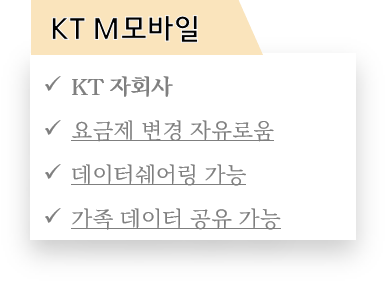 KT M모바일
✓ KT 자회사
✓ 요금제 변경 자유로움
✓ 데이터쉐어링 가능
✓ 가족 데이터 공유 가능